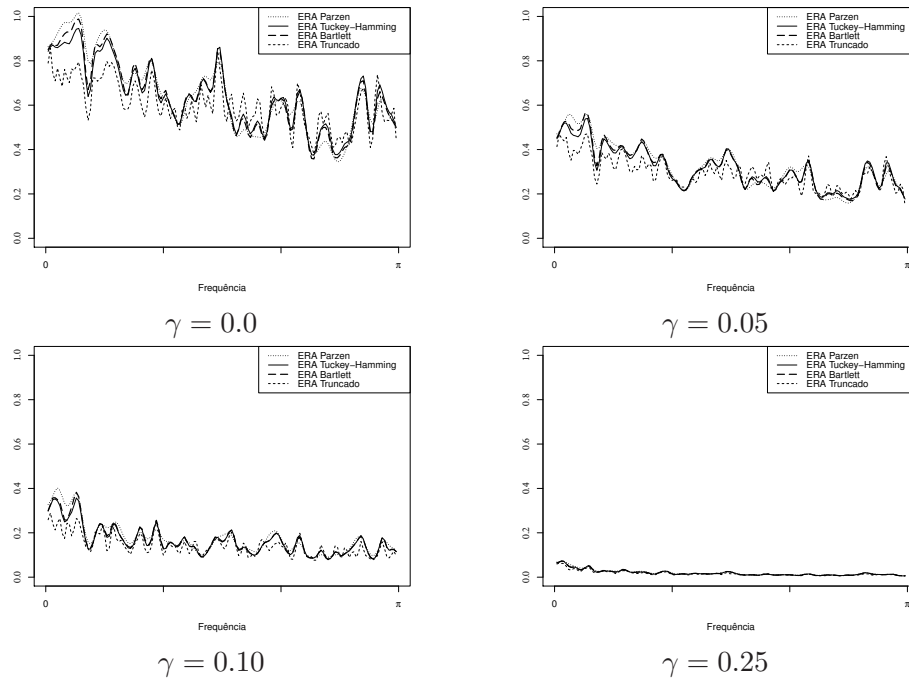 ERA Parzen
ERA Tuckey-Hamming
ERA Bartlett
ERA Truncado
1.0
0.8
0.6
0.4
0.2
0.0
0
π
Frequência
γ = 0.0
ERA Parzen
ERA Tuckey-Hamming
ERA Bartlett
ERA Truncado
1.0
0.8
0.6
0.4
0.2
0.0
0
π
Frequência
γ = 0.05
ERA Parzen
ERA Tuckey-Hamming
ERA Bartlett
ERA Truncado
1.0
0.8
0.6
0.4
0.2
0.0
0
π
Frequência
γ = 0.10
ERA Parzen
ERA Tuckey-Hamming
ERA Bartlett
ERA Truncado
1.0
0.8
0.6
0.4
0.2
0.0
0
π
Frequência
γ = 0.25